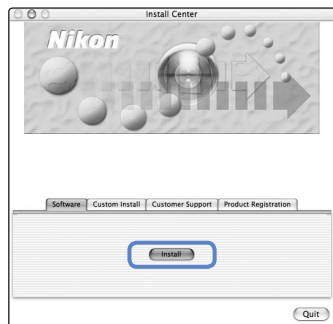 Install Center
Nikon
Software
Custom Install
Customer Support
Product Registration
Install
Quit